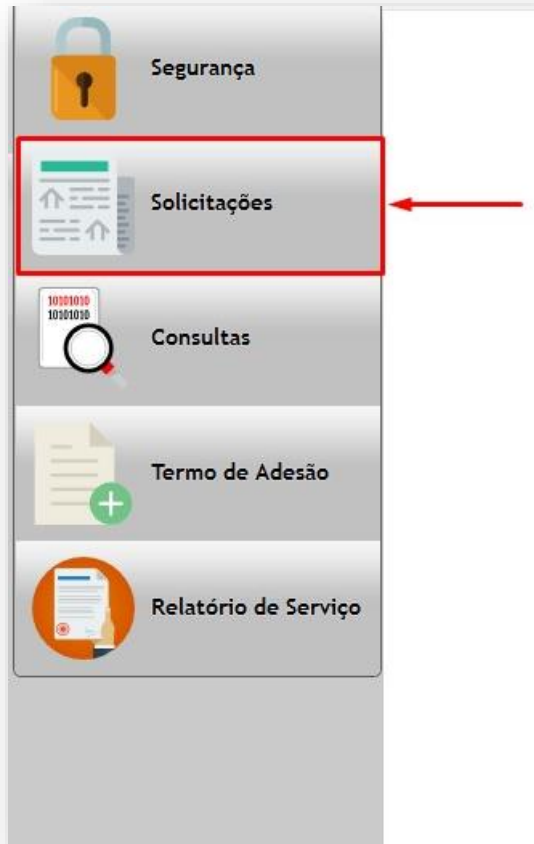 Segurança
Solicitações
10101010
10101010
Consultas
Termo de Adesão
Relatório de Serviço